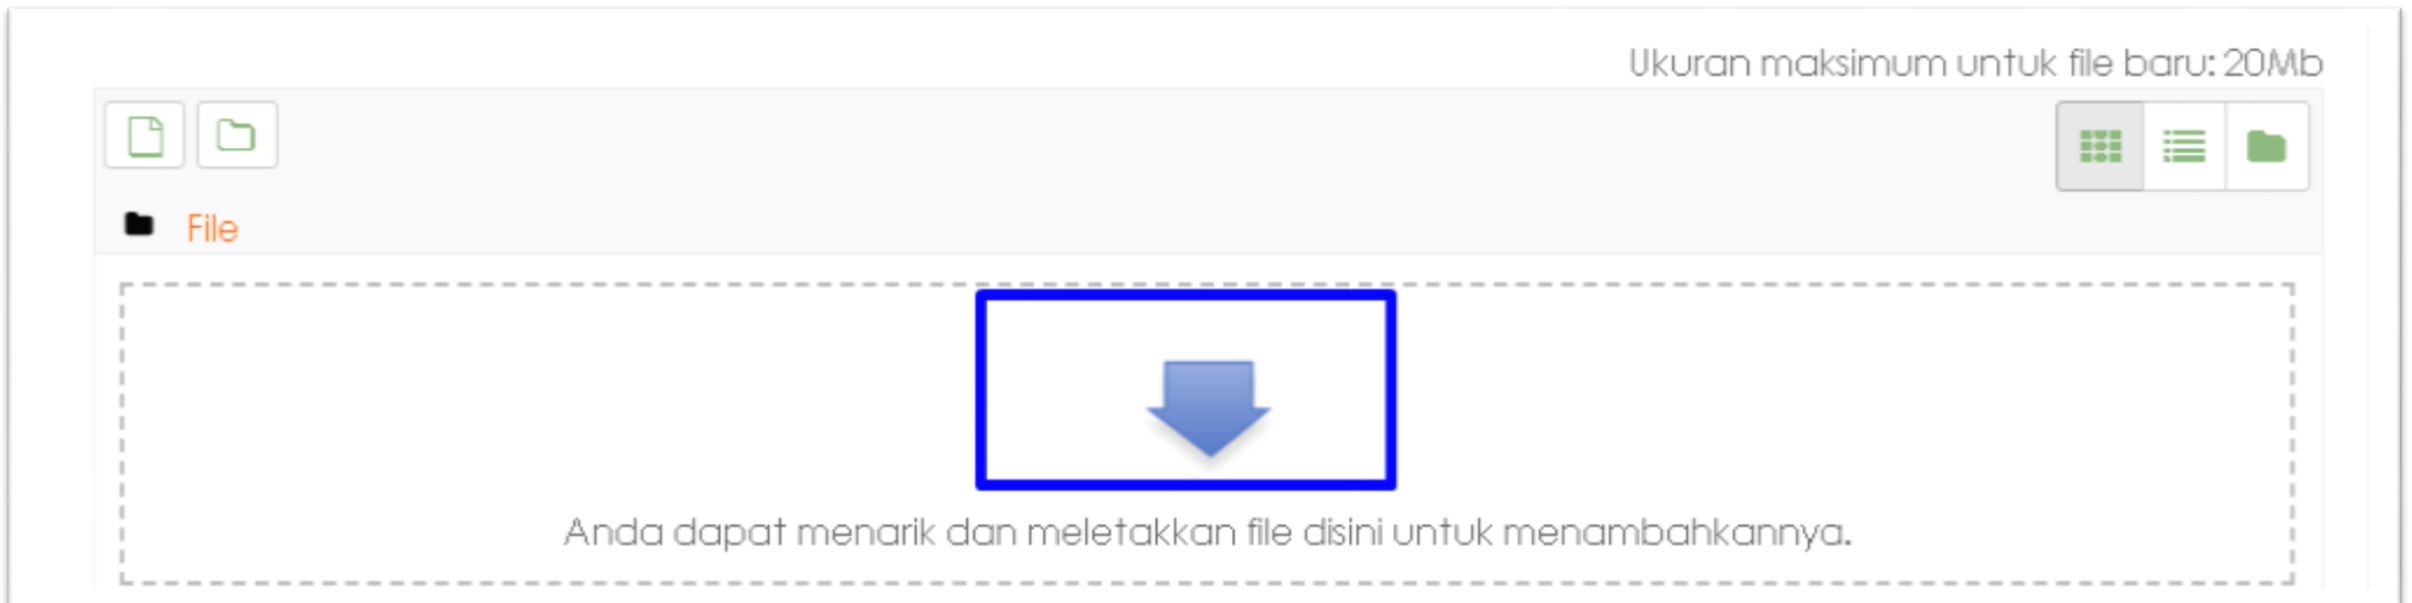 Ukuran maksimum untuk file baru: 20Mb
File
Anda dapat menarik dan meletakkan file disini untuk menambahkannya.